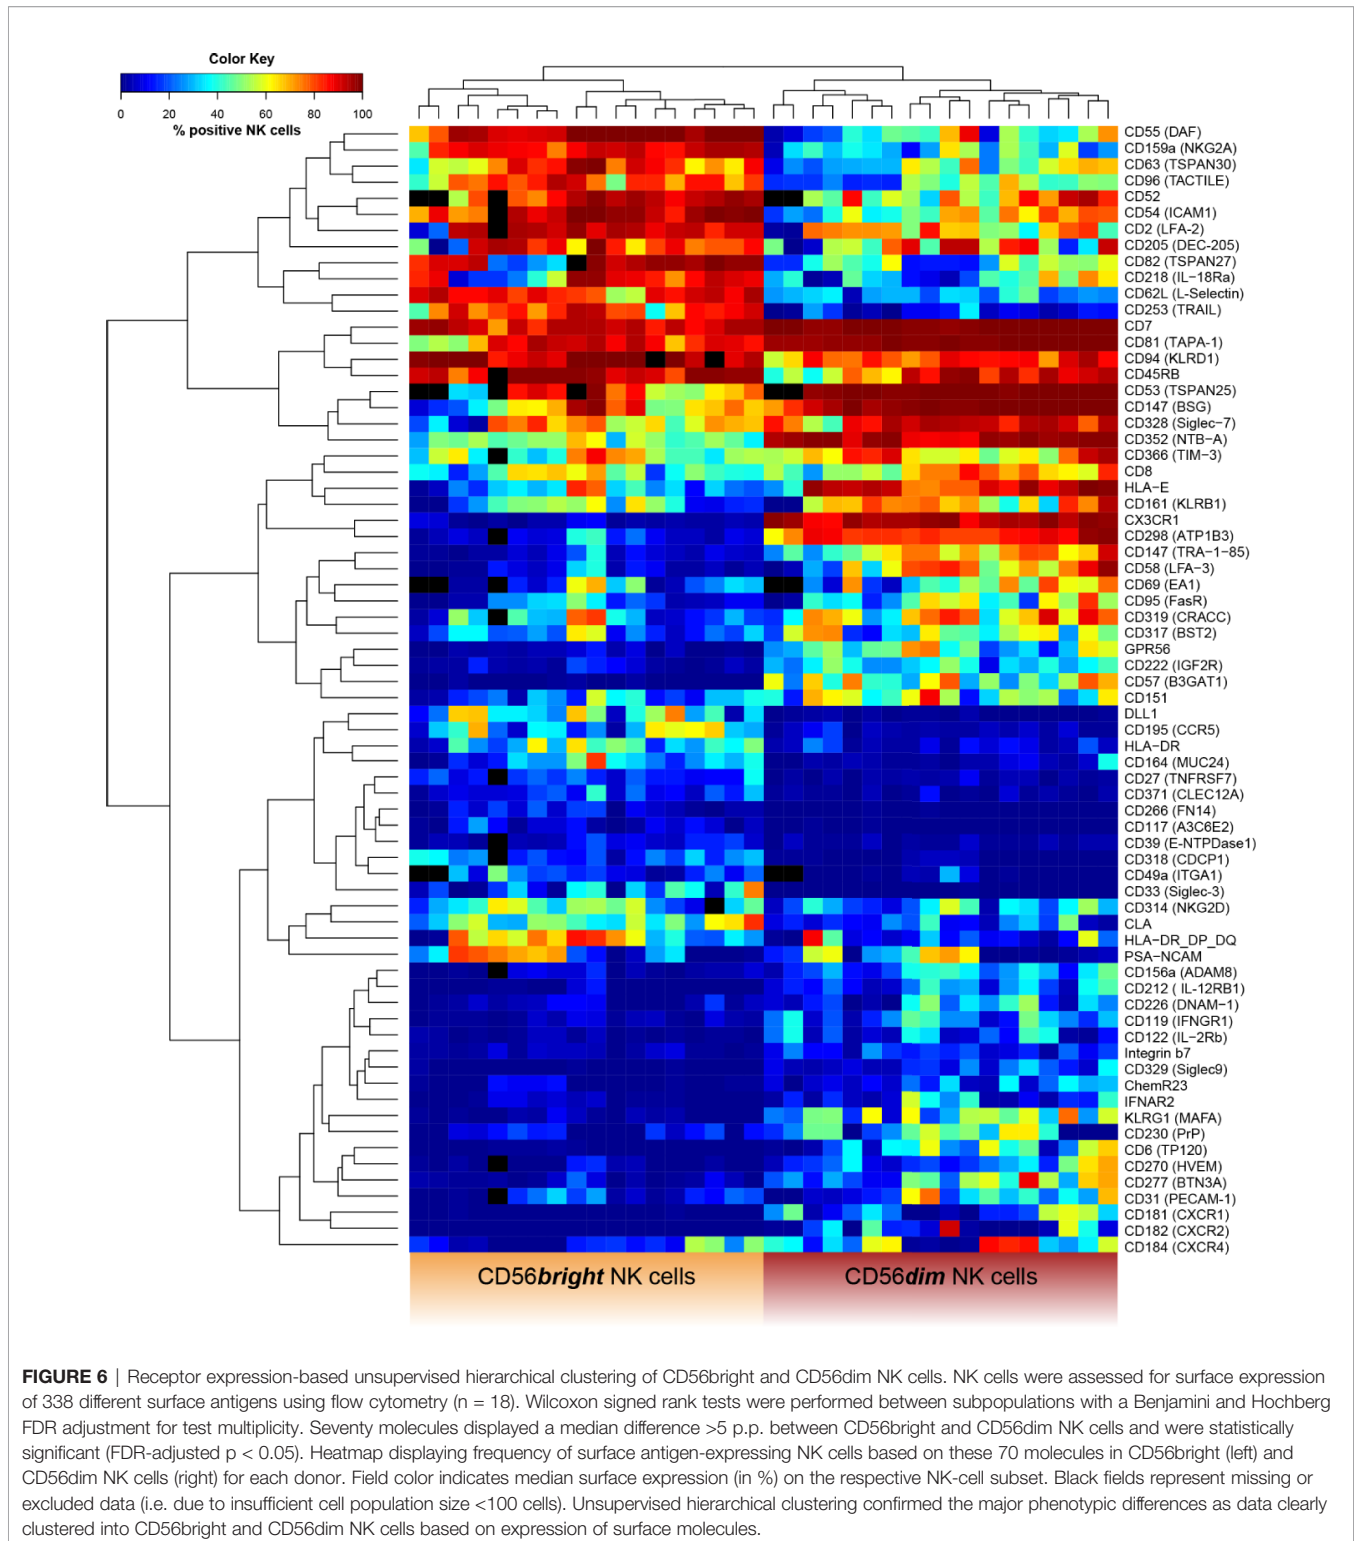 Color Key
0 20 40 60 80 100
% positive NK cells
CD55 (DAF)
CD159a (NKG2A)
CD63 (TSPAN30)
CD96 (TACTILE)
CD52
CD54 (ICAM1)
CD2 (LFA-2)
CD205 (DEC-205)
CD82 (TSPAN27)
CD218 (IL−18Ra)
CD62L (L-Selectin)
CD253 (TRAIL)
CD7
CD81 (TAPA-1)
CD94 (KLRD1)
CD45RB
CD53 (TSPAN25)
CD147 (BSG)
CD328 (Siglec−7)
CD352 (NTB−A)
CD366 (TIM−3)
CD8
HLA−E
CD161 (KLRB1)
CX3CR1
CD298 (ATP1B3)
CD147 (TRA−1−85)
CD58 (LFA−3)
CD69 (EA1)
CD95 (FasR)
CD319 (CRACC)
CD317 (BST2)
GPR56
CD222 (IGF2R)
CD57 (B3GAT1)
CD151
DLL1
CD195 (CCR5)
HLA−DR
CD164 (MUC24)
CD27 (TNFRSF7)
CD371 (CLEC12A)
CD266 (FN14)
CD117 (A3C6E2)
CD39 (E-NTPDase1)
CD318 (CDCP1)
CD49a (ITGA1)
CD33 (Siglec−3)
CD314 (NKG2D)
CLA
HLA−DR_DP_DQ
PSA−NCAM
CD156a (ADAM8)
CD212 ( IL-12RB1)
CD226 (DNAM−1)
CD119 (IFNGR1)
CD122 (IL−2Rb)
Integrin b7
CD329 (Siglec9)
ChemR23
IFNAR2
KLRG1 (MAFA)
CD230 (PrP)
CD6 (TP120)
CD270 (HVEM)
CD277 (BTN3A)
CD31 (PECAM-1)
CD181 (CXCR1)
CD182 (CXCR2)
CD184 (CXCR4)
CD56bright NK cells CD56dim NK cells
FIGURE 6 | Receptor expression-based unsupervised hierarchical clustering of CD56bright and CD56dim NK cells. NK cells were assessed for surface expression
of 338 different surface antigens using flow cytometry (n = 18). Wilcoxon signed rank tests were performed between subpopulations with a Benjamini and Hochberg
FDR adjustment for test multiplicity. Seventy molecules displayed a median difference >5 p.p. between CD56bright and CD56dim NK cells and were statistically
significant (FDR-adjusted p < 0.05). Heatmap displaying frequency of surface antigen-expressing NK cells based on these 70 molecules in CD56bright (left) and
CD56dim NK cells (right) for each donor. Field color indicates median surface expression (in %) on the respective NK-cell subset. Black fields represent missing or
excluded data (i.e. due to insufficient cell population size <100 cells). Unsupervised hierarchical clustering confirmed the major phenotypic differences as data clearly
clustered into CD56bright and CD56dim NK cells based on expression of surface molecules.